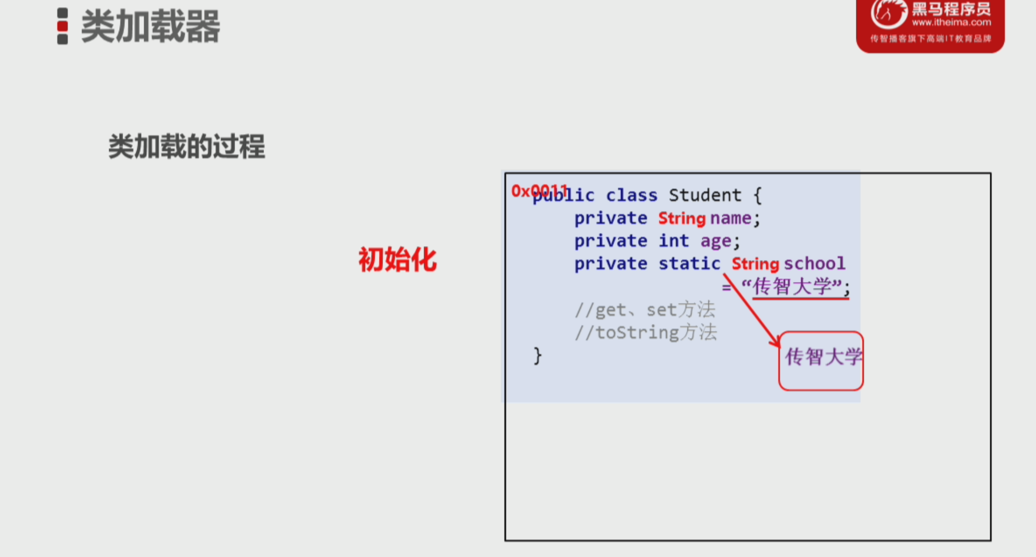 类加载器
黑马程序员
www.itheima.com
传智播客旗下高端IT教育品牌
类加载的过程
初始化
0x0011
public class Student {
private String name;
private int age;
private static String school
= “传智大学”;
//get、set方法
//toString方法
}
传智大学